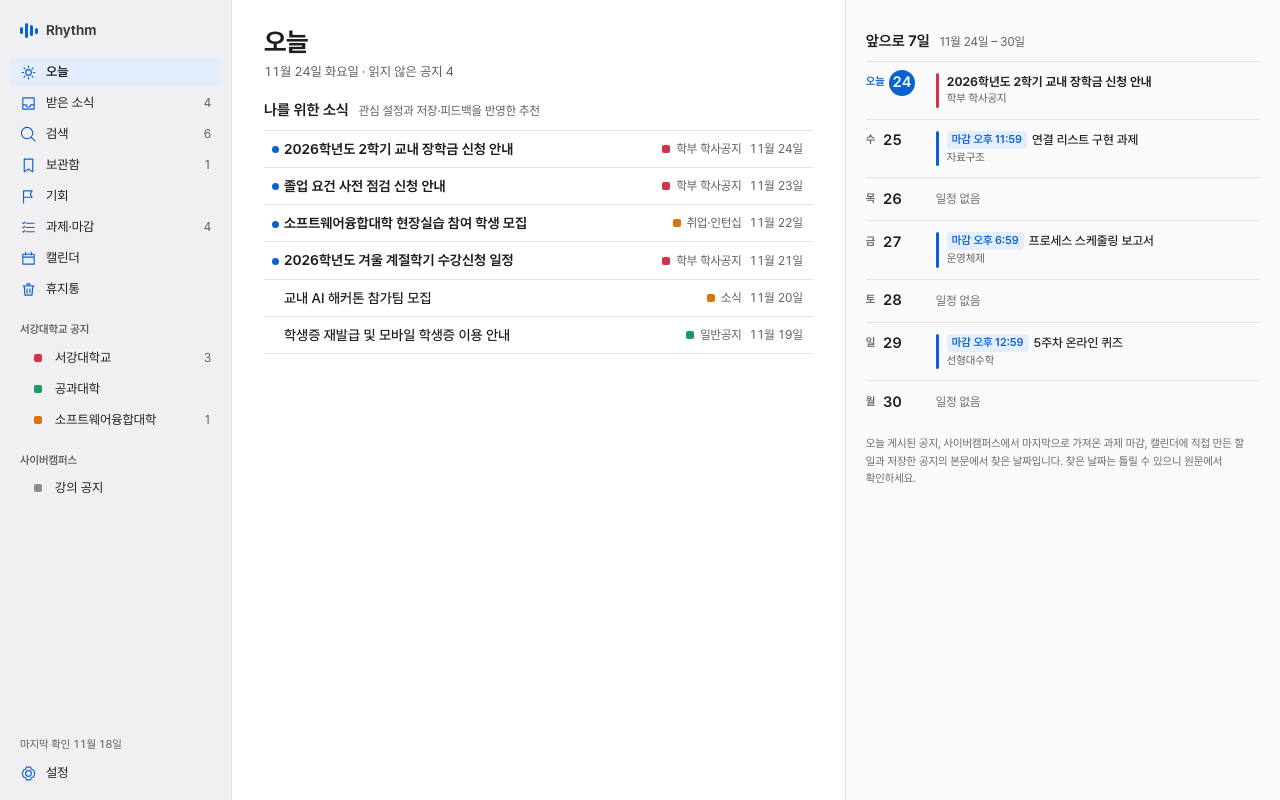 Rhythm
오늘
받은 소식 4
검색 6
보관함 1
기회
과제·마감 4
캘린더
휴지통
서강대학교 공지
서강대학교 3
공과대학
소프트웨어융합대학 1
사이버캠퍼스
강의 공지
마지막 확인 11월 18일
설정
오늘
11월 24일 화요일 · 읽지 않은 공지 4
나를 위한 소식 관심 설정과 저장·피드백을 반영한 추천
2026학년도 2학기 교내 장학금 신청 안내 학부 학사공지 11월 24일
졸업 요건 사전 점검 신청 안내 학부 학사공지 11월 23일
소프트웨어융합대학 현장실습 참여 학생 모집 취업·인턴십 11월 22일
2026학년도 겨울 계절학기 수강신청 일정 학부 학사공지 11월 21일
교내 AI 해커톤 참가팀 모집 소식 11월 20일
학생증 재발급 및 모바일 학생증 이용 안내 일반공지 11월 19일
앞으로 7일 11월 24일 – 30일
오늘 24 2026학년도 2학기 교내 장학금 신청 안내
학부 학사공지
수 25 마감 오후 11:59 연결 리스트 구현 과제
자료구조
목 26 일정 없음
금 27 마감 오후 6:59 프로세스 스케줄링 보고서
운영체제
토 28 일정 없음
일 29 마감 오후 12:59 5주차 온라인 퀴즈
선형대수학
월 30 일정 없음
오늘 게시된 공지, 사이버캠퍼스에서 마지막으로 가져온 과제 마감, 캘린더에 직접 만든 할
일과 저장한 공지의 본문에서 찾은 날짜입니다. 찾은 날짜는 틀릴 수 있으니 원문에서
확인하세요.